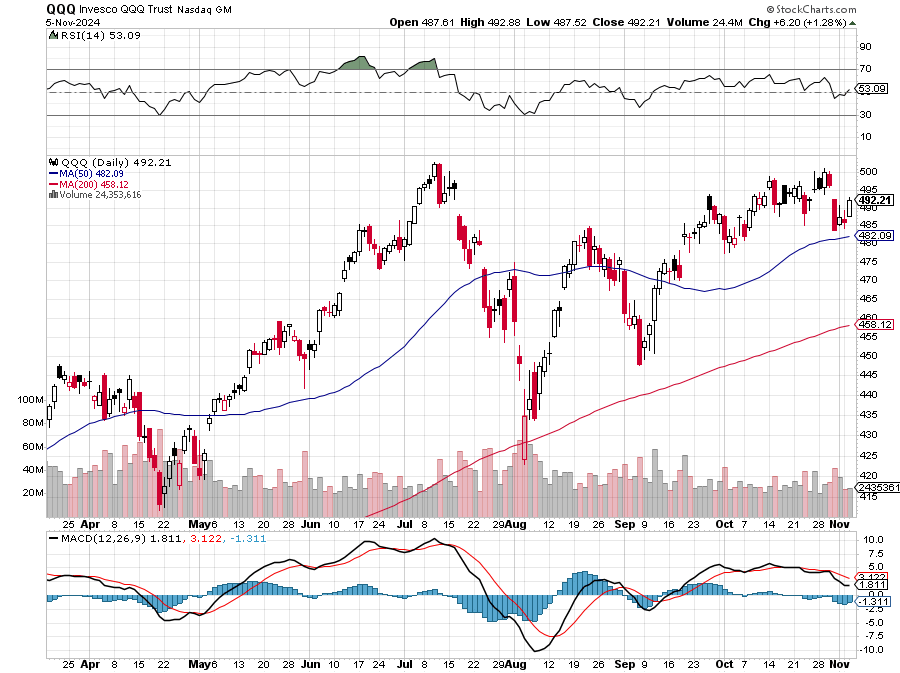 QQQ Invesco QQQ Trust Nasdaq GM
© StockCharts.com
5-Nov-2024
Open 487.61 High 492.88 Low 487.52 Close 492.21 Volume 24.4M Chg +6.20 (+1.28%)
RSI(14) 53.09
90
70
53.09
30
10
QQQ (Daily) 492.21
MA(50) 482.09
MA(200) 458.12
Volume 24,353,616
500
495
492.21
490
485
482.09
480
475
470
465
460
458.12
455
450
445
440
435
430
425
420
415
100M
80M
60M
40M
20M
24353616
25 Apr 8 15 22 May 6 13 20 28 Jun 10 17 24 Jul 8 15 22 29 Aug 12 19 26 Sep 9 16 23 Oct 7 14 21 28 Nov
MACD(12,26,9) 1.811, 3.122, -1.311
10.0
7.5
5.0
3.122
1.811
0.0
-1.311
-2.5
-5.0
-7.5
-10.0
25 Apr 8 15 22 May 6 13 20 28 Jun 10 17 24 Jul 8 15 22 29 Aug 12 19 26 Sep 9 16 23 Oct 7 14 21 28 Nov